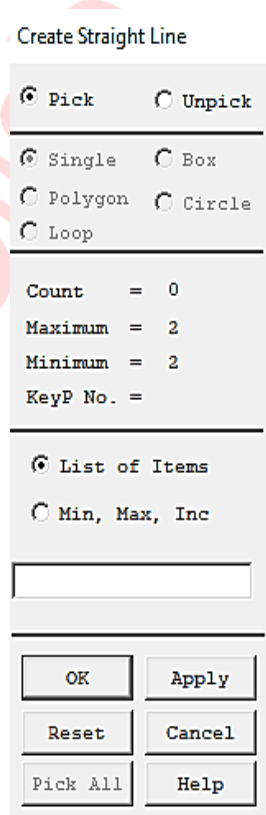 Create Straight Line
Pick Unpick
Single Box
Polygon Circle
Loop
Count = 0
Maximum = 2
Minimum = 2
KeyP No. =
List of Items
Min, Max, Inc
OK Apply
Reset Cancel
Pick All Help